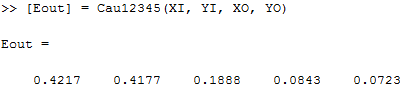 >> [Eout] = Cau12345(XI, YI, XO, YO)
Eout =
0.4217 0.4177 0.1888 0.0843 0.0723